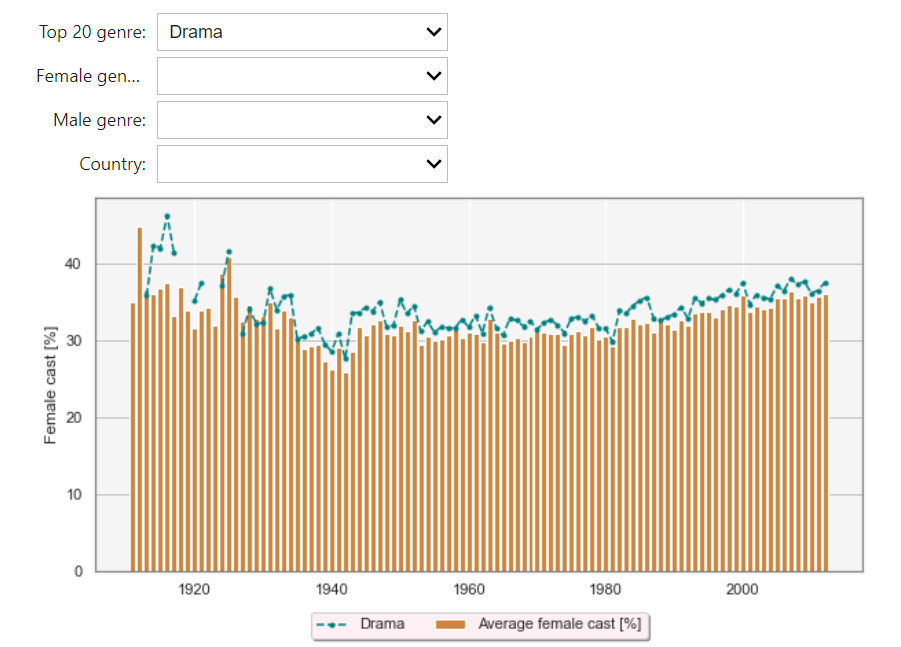 Top 20 genre: Drama
Female gen...
Male genre:
Country:
Female cast [%]
40
30
20
10
0
1920 1940 1960 1980 2000
Drama Average female cast [%]